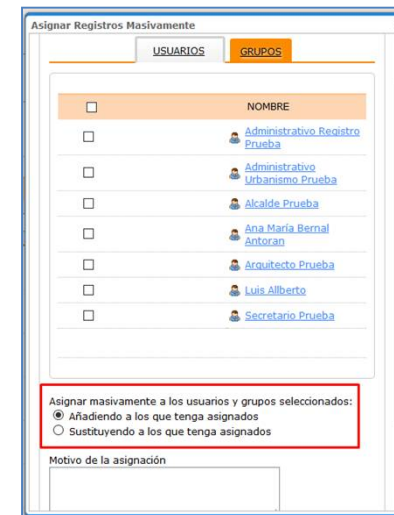 Asignar Registros Masivamente
USUARIOS
GRUPOS
NOMBRE
Administrativo Registro
Prueba
Administrativo
Urbanismo Prueba
Alcalde Prueba
Ana María Bernal
Antoran
Arquitecto Prueba
Luis Allberto
Secretario Prueba
Asignar masivamente a los usuarios y grupos seleccionados:
Añadiendo a los que tenga asignados
Sustituyendo a los que tenga asignados
Motivo de la asignación